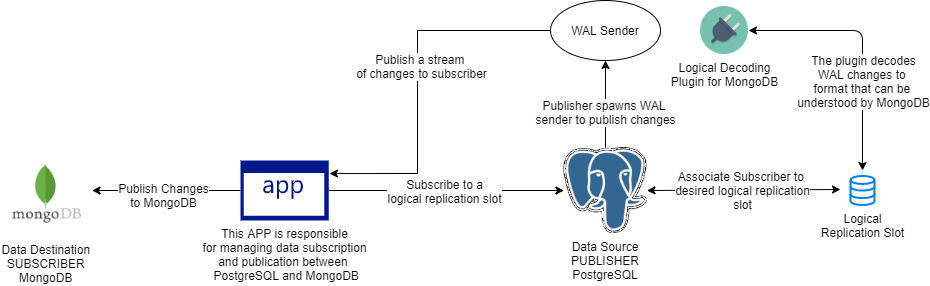 WAL Sender
Publish a stream
of changes to subscriber
Logical Decoding
Plugin for MongoDB
The plugin decodes
WAL changes to
format that can be
understood by MongoDB
Publisher spawns WAL
sender to publish changes
mongoDB
Publish Changes
to MongoDB
app
Subscribe to a
logical replication slot
Associate Subscriber to
desired logical replication
slot
Data Destination
SUBSCRIBER
MongoDB
This APP is responsible
for managing data subscription
and publication between
PostgreSQL and MongoDB
Data Source
PUBLISHER
PostgreSQL
Logical
Replication Slot